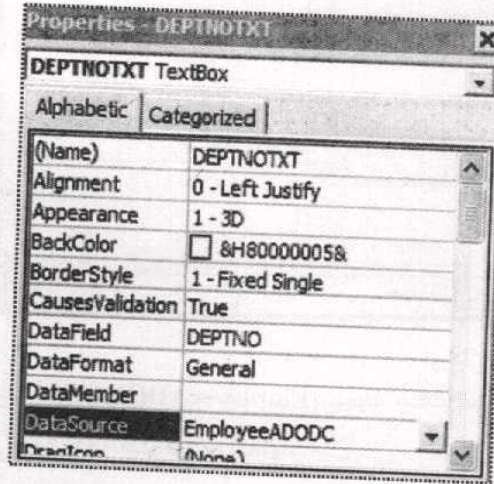 Properties - DEPTNOTXT
DEPTNOTXT TextBox
Alphabetic Categorized
(Name) DEPTNOTXT
Alignment 0 - Left Justify
Appearance 1 - 3D
BackColor &H80000005&
BorderStyle 1 - Fixed Single
CausesValidation True
DataField DEPTNO
DataFormat General
DataMember
DataSource EmployeeADODC
DragIcon (None)